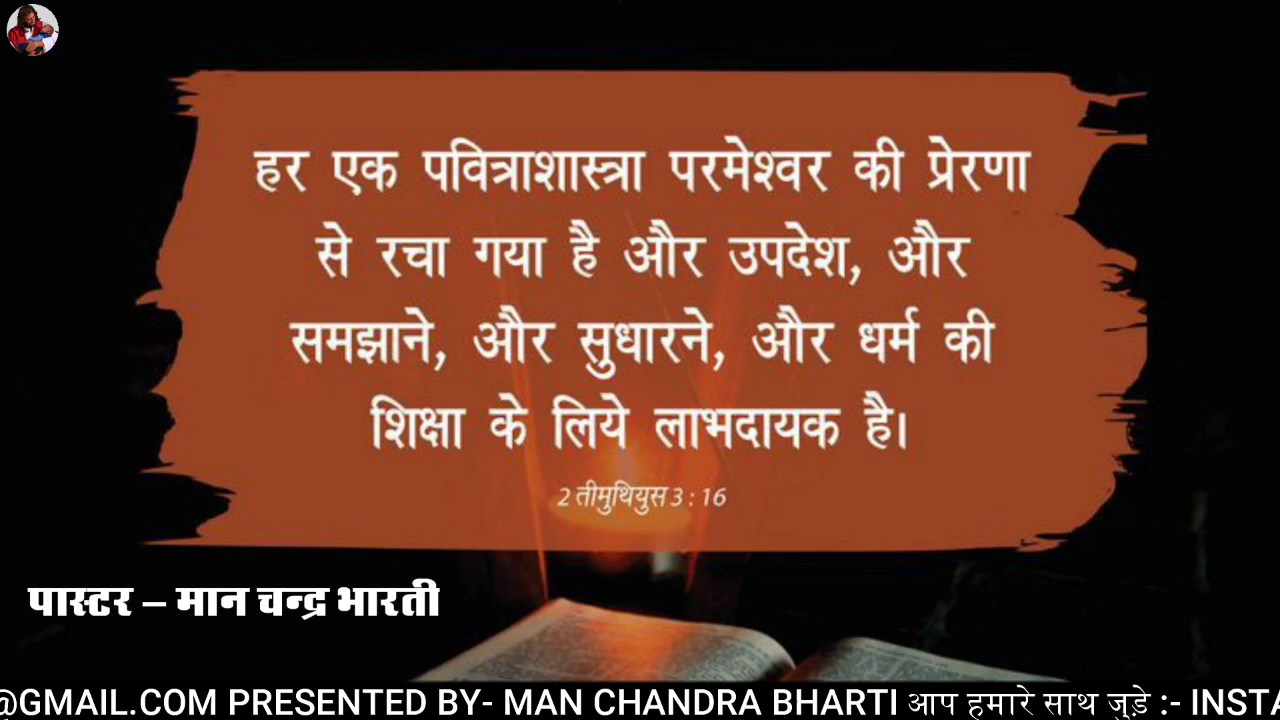 हर एक पवित्राशास्त्रा परमेश्वर की प्रेरणा
से रचा गया है और उपदेश, और
समझाने, और सुधारने, और धर्म की
शिक्षा के लिये लाभदायक है।
2 तीमुथियुस 3 : 16
पास्टर – मान चन्द्र भारती
@GMAIL.COM PRESENTED BY- MAN CHANDRA BHARTI आप हमारे साथ जुड़े :- INSTA